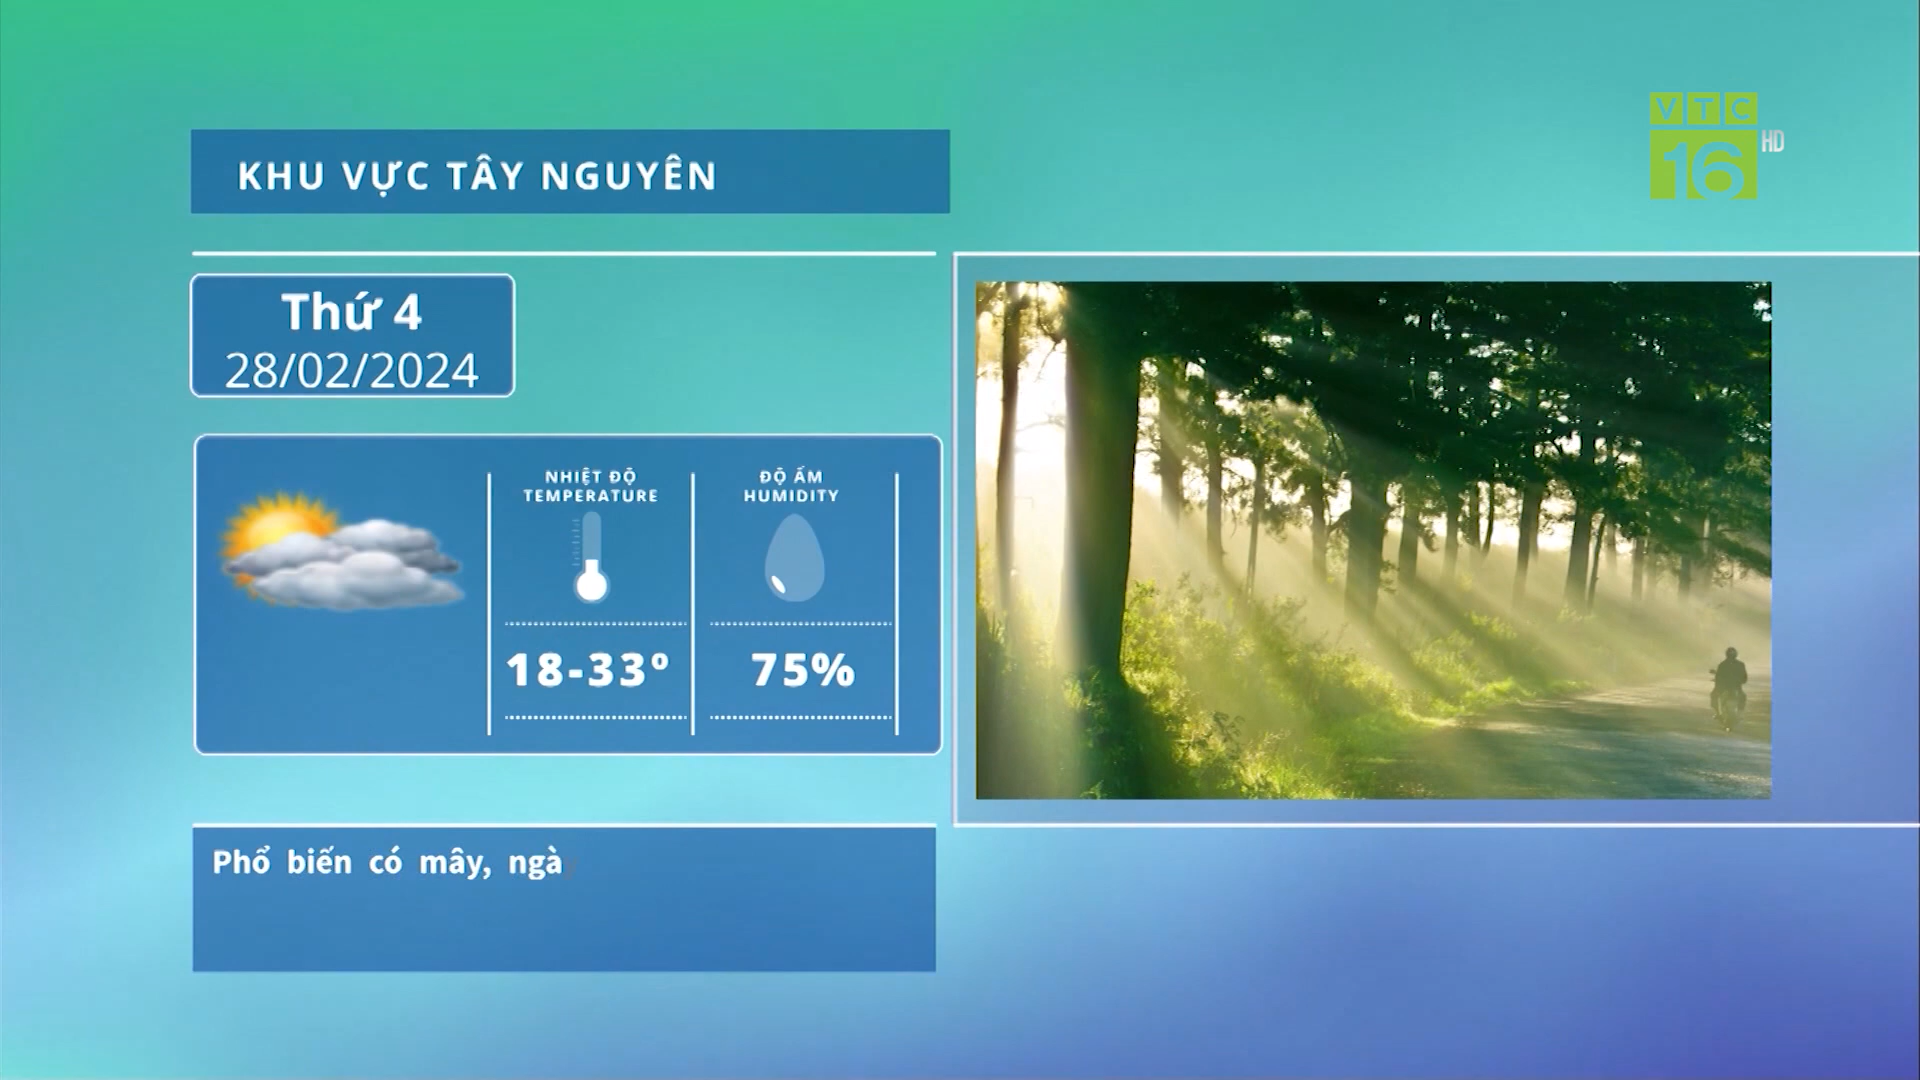 VTC
16 HD
KHU VỰC TÂY NGUYÊN
Thứ 4
28/02/2024
NHIỆT ĐỘ
TEMPERATURE
18-33°
ĐỘ ẨM
HUMIDITY
75%
Phổ biến có mây, ngà